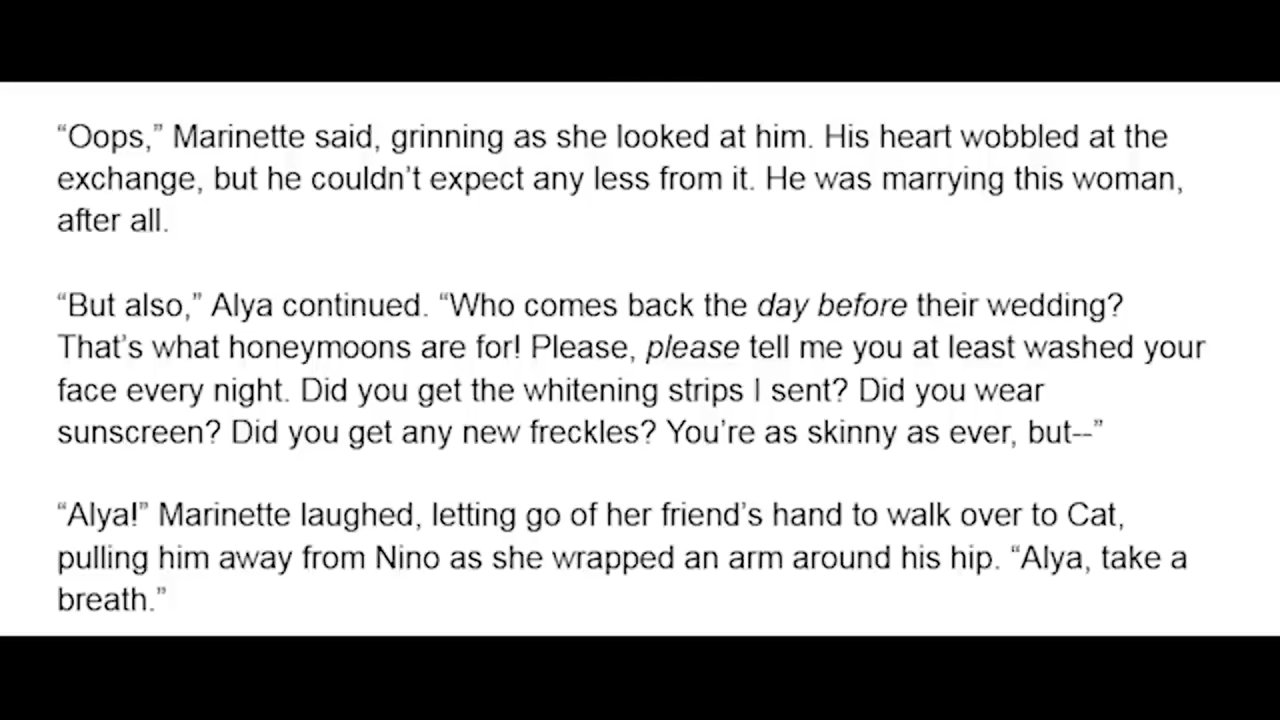 “Oops,” Marinette said, grinning as she looked at him. His heart wobbled at the
exchange, but he couldn’t expect any less from it. He was marrying this woman,
after all.
“But also,” Alya continued. “Who comes back the day before their wedding?
That’s what honeymoons are for! Please, please tell me you at least washed your
face every night. Did you get the whitening strips I sent? Did you wear
sunscreen? Did you get any new freckles? You’re as skinny as ever, but--”
“Alya!” Marinette laughed, letting go of her friend’s hand to walk over to Cat,
pulling him away from Nino as she wrapped an arm around his hip. “Alya, take a
breath.”